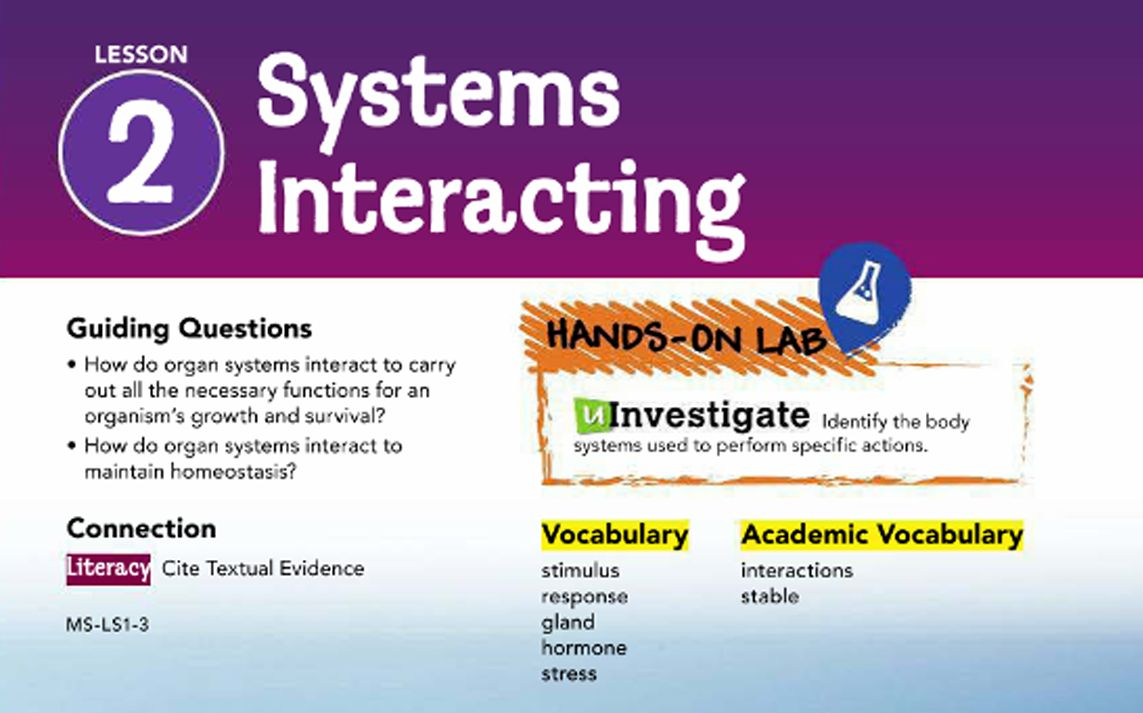 LESSON
2
Systems
Interacting
Guiding Questions
• How do organ systems interact to carry
out all the necessary functions for an
organism's growth and survival?
• How do organ systems interact to
maintain homeostasis?
Connection
Literacy Cite Textual Evidence
MS-LS1-3
HANDS-ON LAB
uInvestigate Identify the body
systems used to perform specific actions.
Vocabulary
stimulus
response
gland
hormone
stress
Academic Vocabulary
interactions
stable